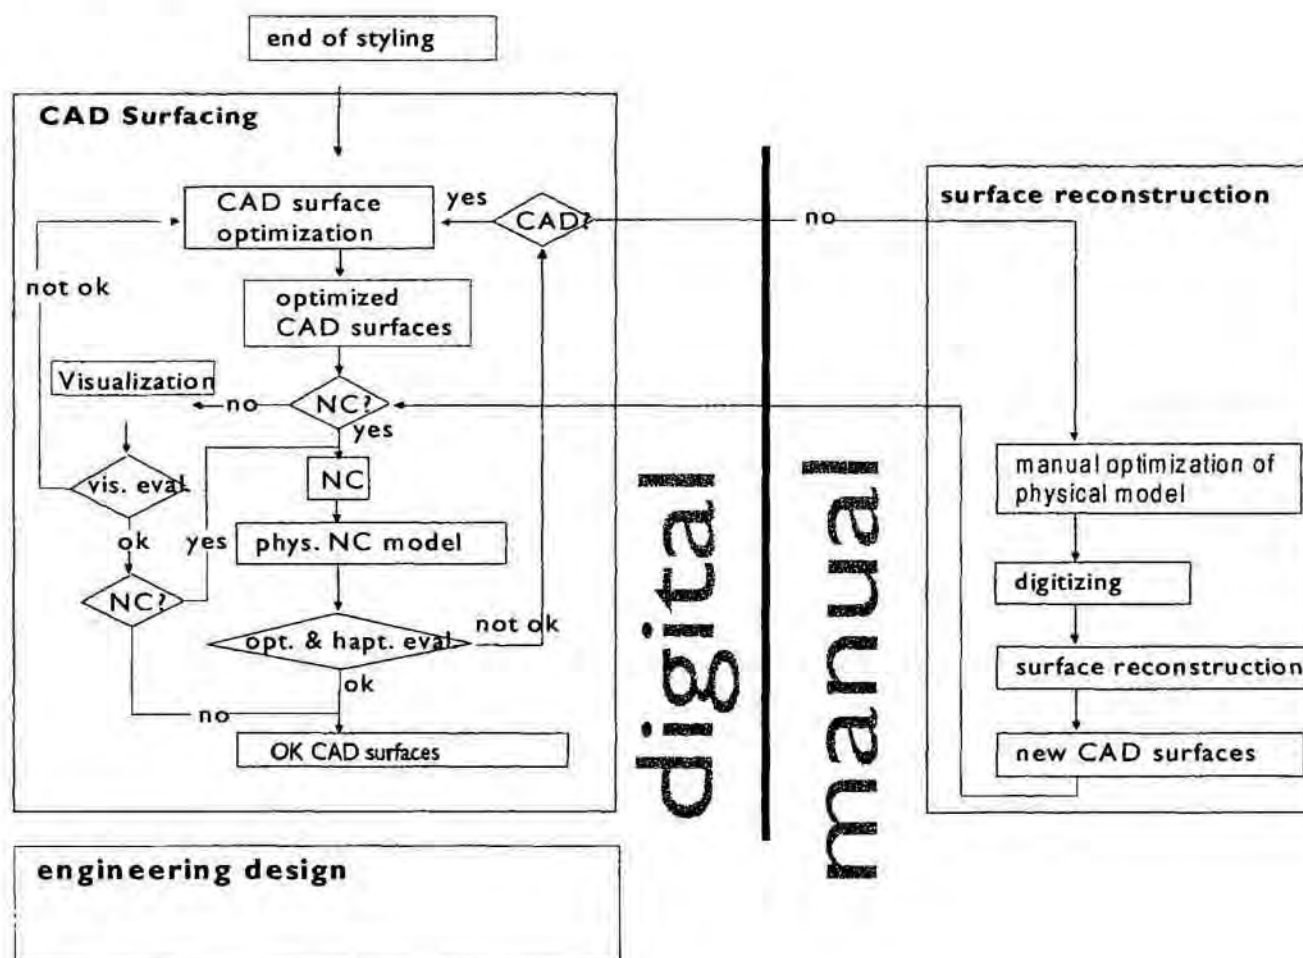 end of styling
CAD Surfacing
CAD surface
optimization
yes
CAD?
no
surface reconstruction
not ok
optimized
CAD surfaces
Visualization
no
NC?
yes
vis. eval.
NC
manual optimization of
physical model
ok
yes
phys. NC model
digitizing
NC?
opt. & hapt. eval.
not ok
surface reconstruction
ok
no
OK CAD surfaces
new CAD surfaces
digital
manual
engineering design